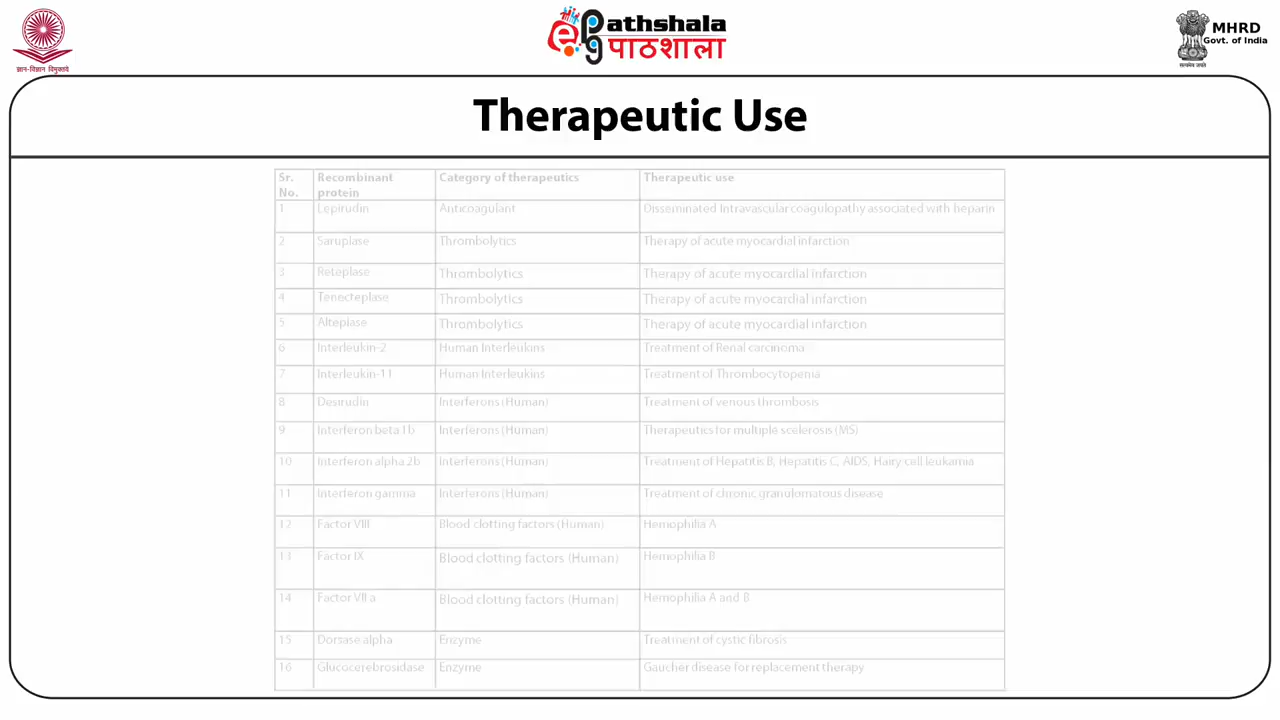 ज्ञान-विज्ञान विमुक्तये
ePG Pathshala
पाठशाला
सत्यमेव जयते
MHRD
Govt. of India
Therapeutic Use
Sr. No. Recombinant protein Category of therapeutics Therapeutic use
1 Lepirudin Anticoagulant Disseminated Intravascular coagulopathy associated with heparin
2 Saruplase Thrombolytics Therapy of acute myocardial infarction
3 Reteplase Thrombolytics Therapy of acute myocardial infarction
4 Tenecteplase Thrombolytics Therapy of acute myocardial infarction
5 Alteplase Thrombolytics Therapy of acute myocardial infarction
6 Interleukin-2 Human Interleukins Treatment of Renal carcinoma
7 Interleukin-11 Human Interleukins Treatment of Thrombocytopenia
8 Desirudin Interferons (Human) Treatment of venous thrombosis
9 Interferon beta 1b Interferons (Human) Therapeutics for multiple scelerosis (MS)
10 Interferon alpha 2b Interferons (Human) Treatment of Hepatitis B, Hepatitis C, AIDS, Hairy cell leukamia
11 Interferon gamma Interferons (Human) Treatment of chronic granulomatous disease
12 Factor VIII Blood clotting factors (Human) Hemophilia A
13 Factor IX Blood clotting factors (Human) Hemophilia B
14 Factor VII a Blood clotting factors (Human) Hemophilia A and B
15 Dornase alpha Enzyme Treatment of cystic fibrosis
16 Glucocerebrosidase Enzyme Gaucher disease for replacement therapy